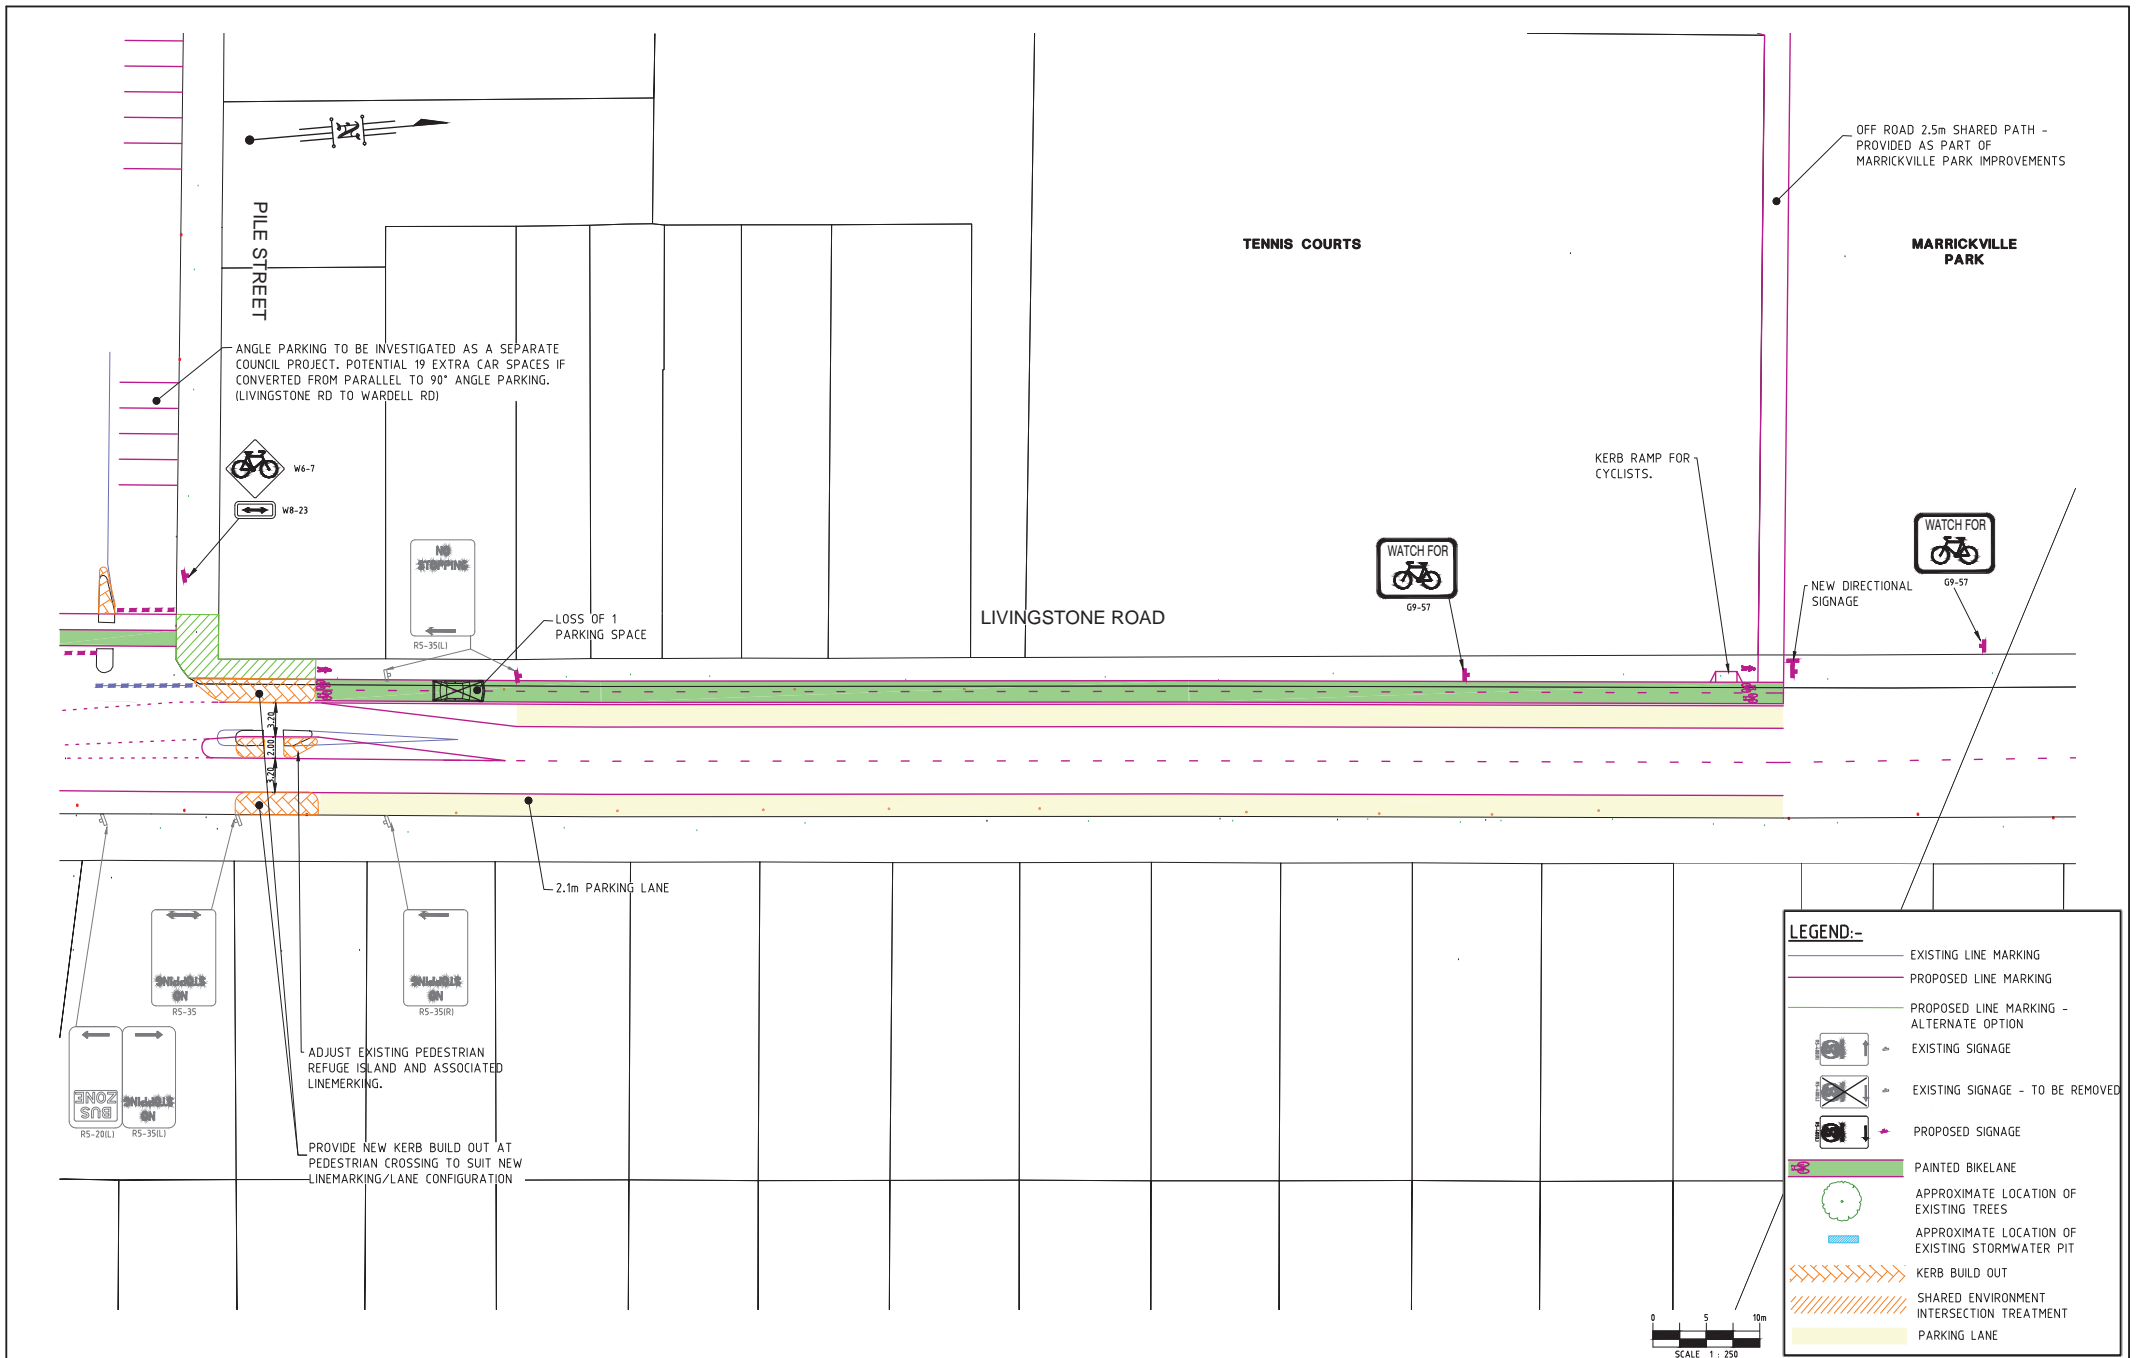 N
PILE STREET
OFF ROAD 2.5m SHARED PATH -
PROVIDED AS PART OF
MARRICKVILLE PARK IMPROVEMENTS
TENNIS COURTS
MARRICKVILLE
PARK
ANGLE PARKING TO BE INVESTIGATED AS A SEPARATE
COUNCIL PROJECT. POTENTIAL 19 EXTRA CAR SPACES IF
CONVERTED FROM PARALLEL TO 90° ANGLE PARKING.
(LIVINGSTONE RD TO WARDELL RD)
W6-7
W8-23
NO
STOPPING
R5-35(L)
LOSS OF 1
PARKING SPACE
LIVINGSTONE ROAD
KERB RAMP FOR
CYCLISTS.
WATCH FOR
G9-57
WATCH FOR
G9-57
NEW DIRECTIONAL
SIGNAGE
3.20
2.00
3.20
2.1m PARKING LANE
NO
STOPPING
R5-35
NO
STOPPING
R5-35(R)
BUS
ZONE
R5-20(L)
NO
STOPPING
R5-35(L)
ADJUST EXISTING PEDESTRIAN
REFUGE ISLAND AND ASSOCIATED
LINEMERKING.
PROVIDE NEW KERB BUILD OUT AT
PEDESTRIAN CROSSING TO SUIT NEW
LINEMARKING/LANE CONFIGURATION
LEGEND:-
EXISTING LINE MARKING
PROPOSED LINE MARKING
PROPOSED LINE MARKING -
ALTERNATE OPTION
EXISTING SIGNAGE
EXISTING SIGNAGE - TO BE REMOVED
PROPOSED SIGNAGE
PAINTED BIKELANE
APPROXIMATE LOCATION OF
EXISTING TREES
APPROXIMATE LOCATION OF
EXISTING STORMWATER PIT
KERB BUILD OUT
SHARED ENVIRONMENT
INTERSECTION TREATMENT
PARKING LANE
0 5 10m
SCALE 1 : 250